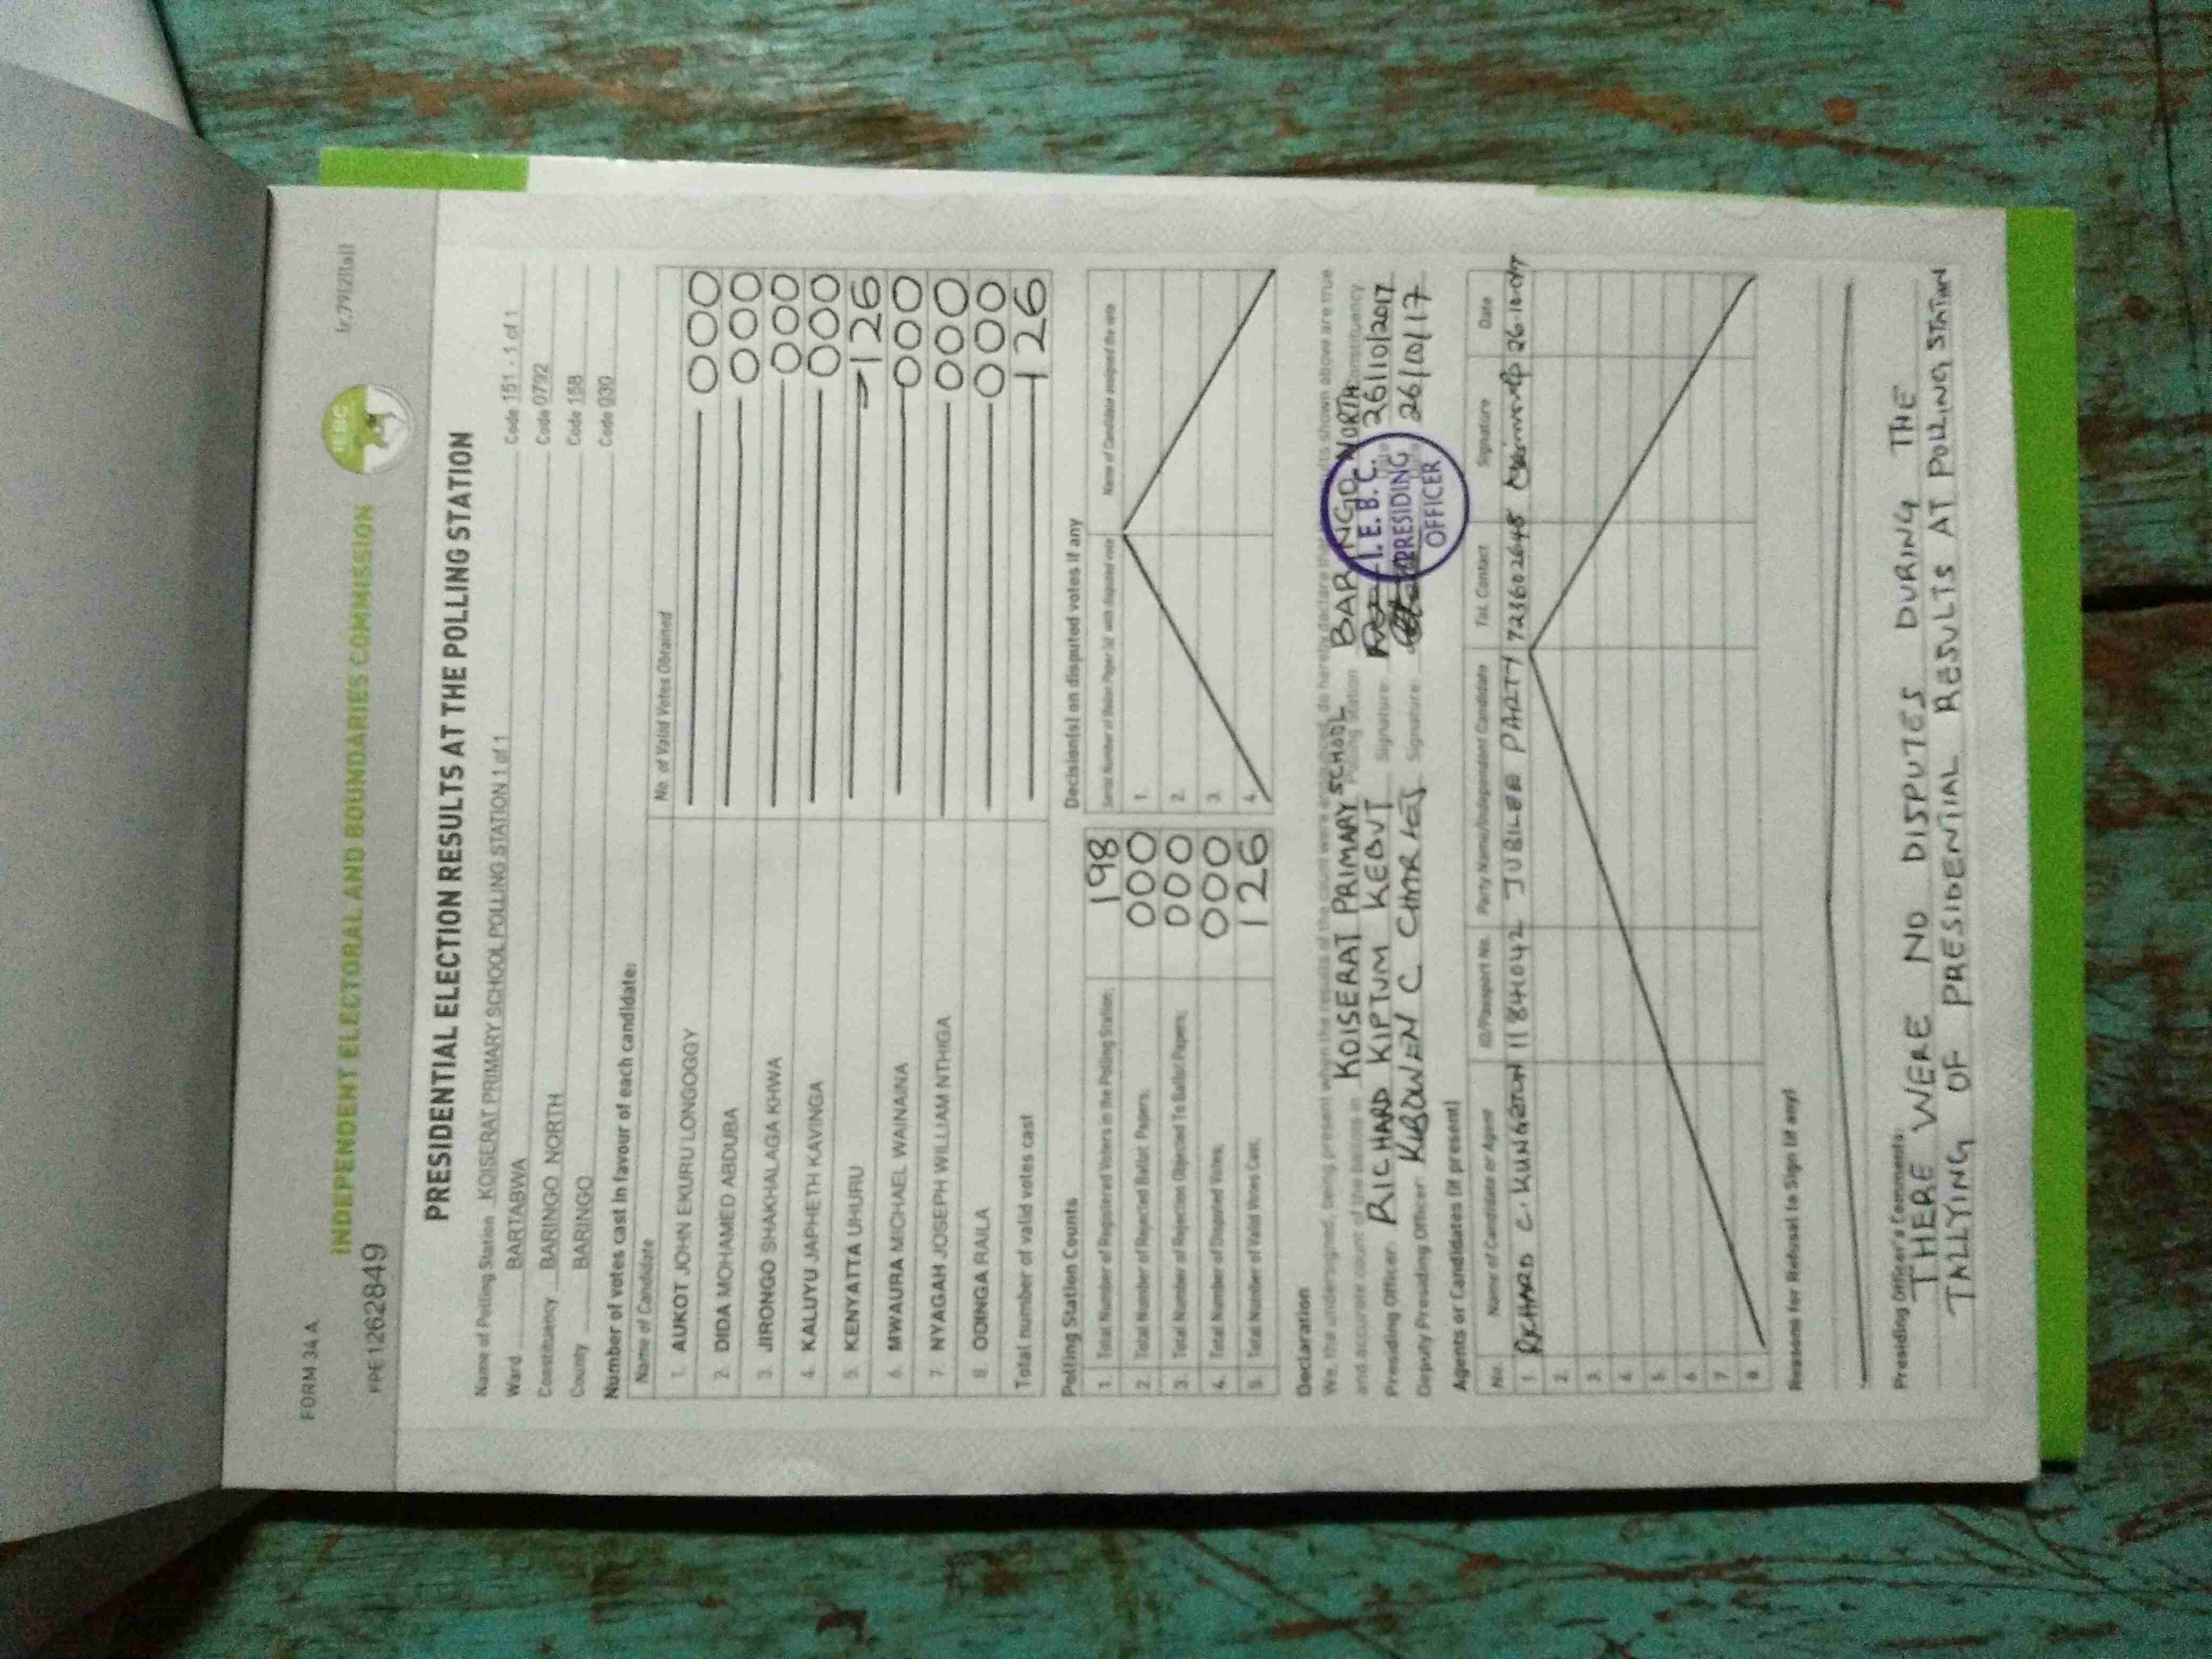 FORM 34 A
[r.79(2)(a)]
PPE1262849
INDEPENDENT ELECTORAL AND BOUNDARIES COMMISSION
IEBC
PRESIDENTIAL ELECTION RESULTS AT THE POLLING STATION
Name of Polling Station KOISERAT PRIMARY SCHOOL POLLING STATION 1 of 1 Code 151 - 1 of 1
Ward BARTABWA Code 0792
Constituency BARINGO NORTH Code 158
County BARINGO Code 030
Number of votes cast in favour of each candidate:
Name of Candidate No. of Valid Votes Obtained
1. AUKOT JOHN EKURU LONGOGGY 000
2. DIDA MOHAMED ABDUBA 000
3. JIRONGO SHAKHALAGA KHWA 000
4. KALUYU JAPHETH KAVINGA 000
5. KENYATTA UHURU 126
6. MWAURA MICHAEL WAINAINA 000
7. NYAGAH JOSEPH WILLIAM NTHIGA 000
8. ODINGA RAILA 000
Total number of valid votes cast 126
Polling Station Counts
1. Total Number of Registered Voters in the Polling Station; 198
2. Total Number of Rejected Ballot Papers; 000
3. Total Number of Rejection Objected To Ballot Papers; 000
4. Total Number of Disputed Votes; 000
5. Total Number of Valid Votes Cast; 126
Decision(s) on disputed votes if any
Serial Number of Ballot Paper (s) with disputed vote Name of Candidate assigned the vote
1.
2.
3.
4.
Declaration
We, the undersigned, being present when the results of the count were announced, do hereby declare that the results shown above are true
and accurate count of the ballots in KOISERAT PRIMARY SCHOOL Polling Station BARINGO NORTH Constituency.
Presiding Officer: RICHARD KIPTUM KEBUT Signature: 26/10/2017
Deputy Presiding Officer: KIBOWEN C. CHARLES Signature: 26/10/17
I.E.B.C.
PRESIDING
OFFICER
Agents or Candidates (if present)
No. Name of Candidate or Agent ID/Passport No. Party Name/Independent Candidate Tel. Contact Signature Date
1. RICHARD C. 11841042 JUBILEE PARTY 723602645 26.10.017
2.
3.
4.
5.
6.
7.
8.
Reasons for Refusal to Sign (if any)
Presiding Officer's Comments:
THERE WERE NO DISPUTES DURING THE
TALLYING OF PRESIDENTIAL RESULTS AT POLLING STATION